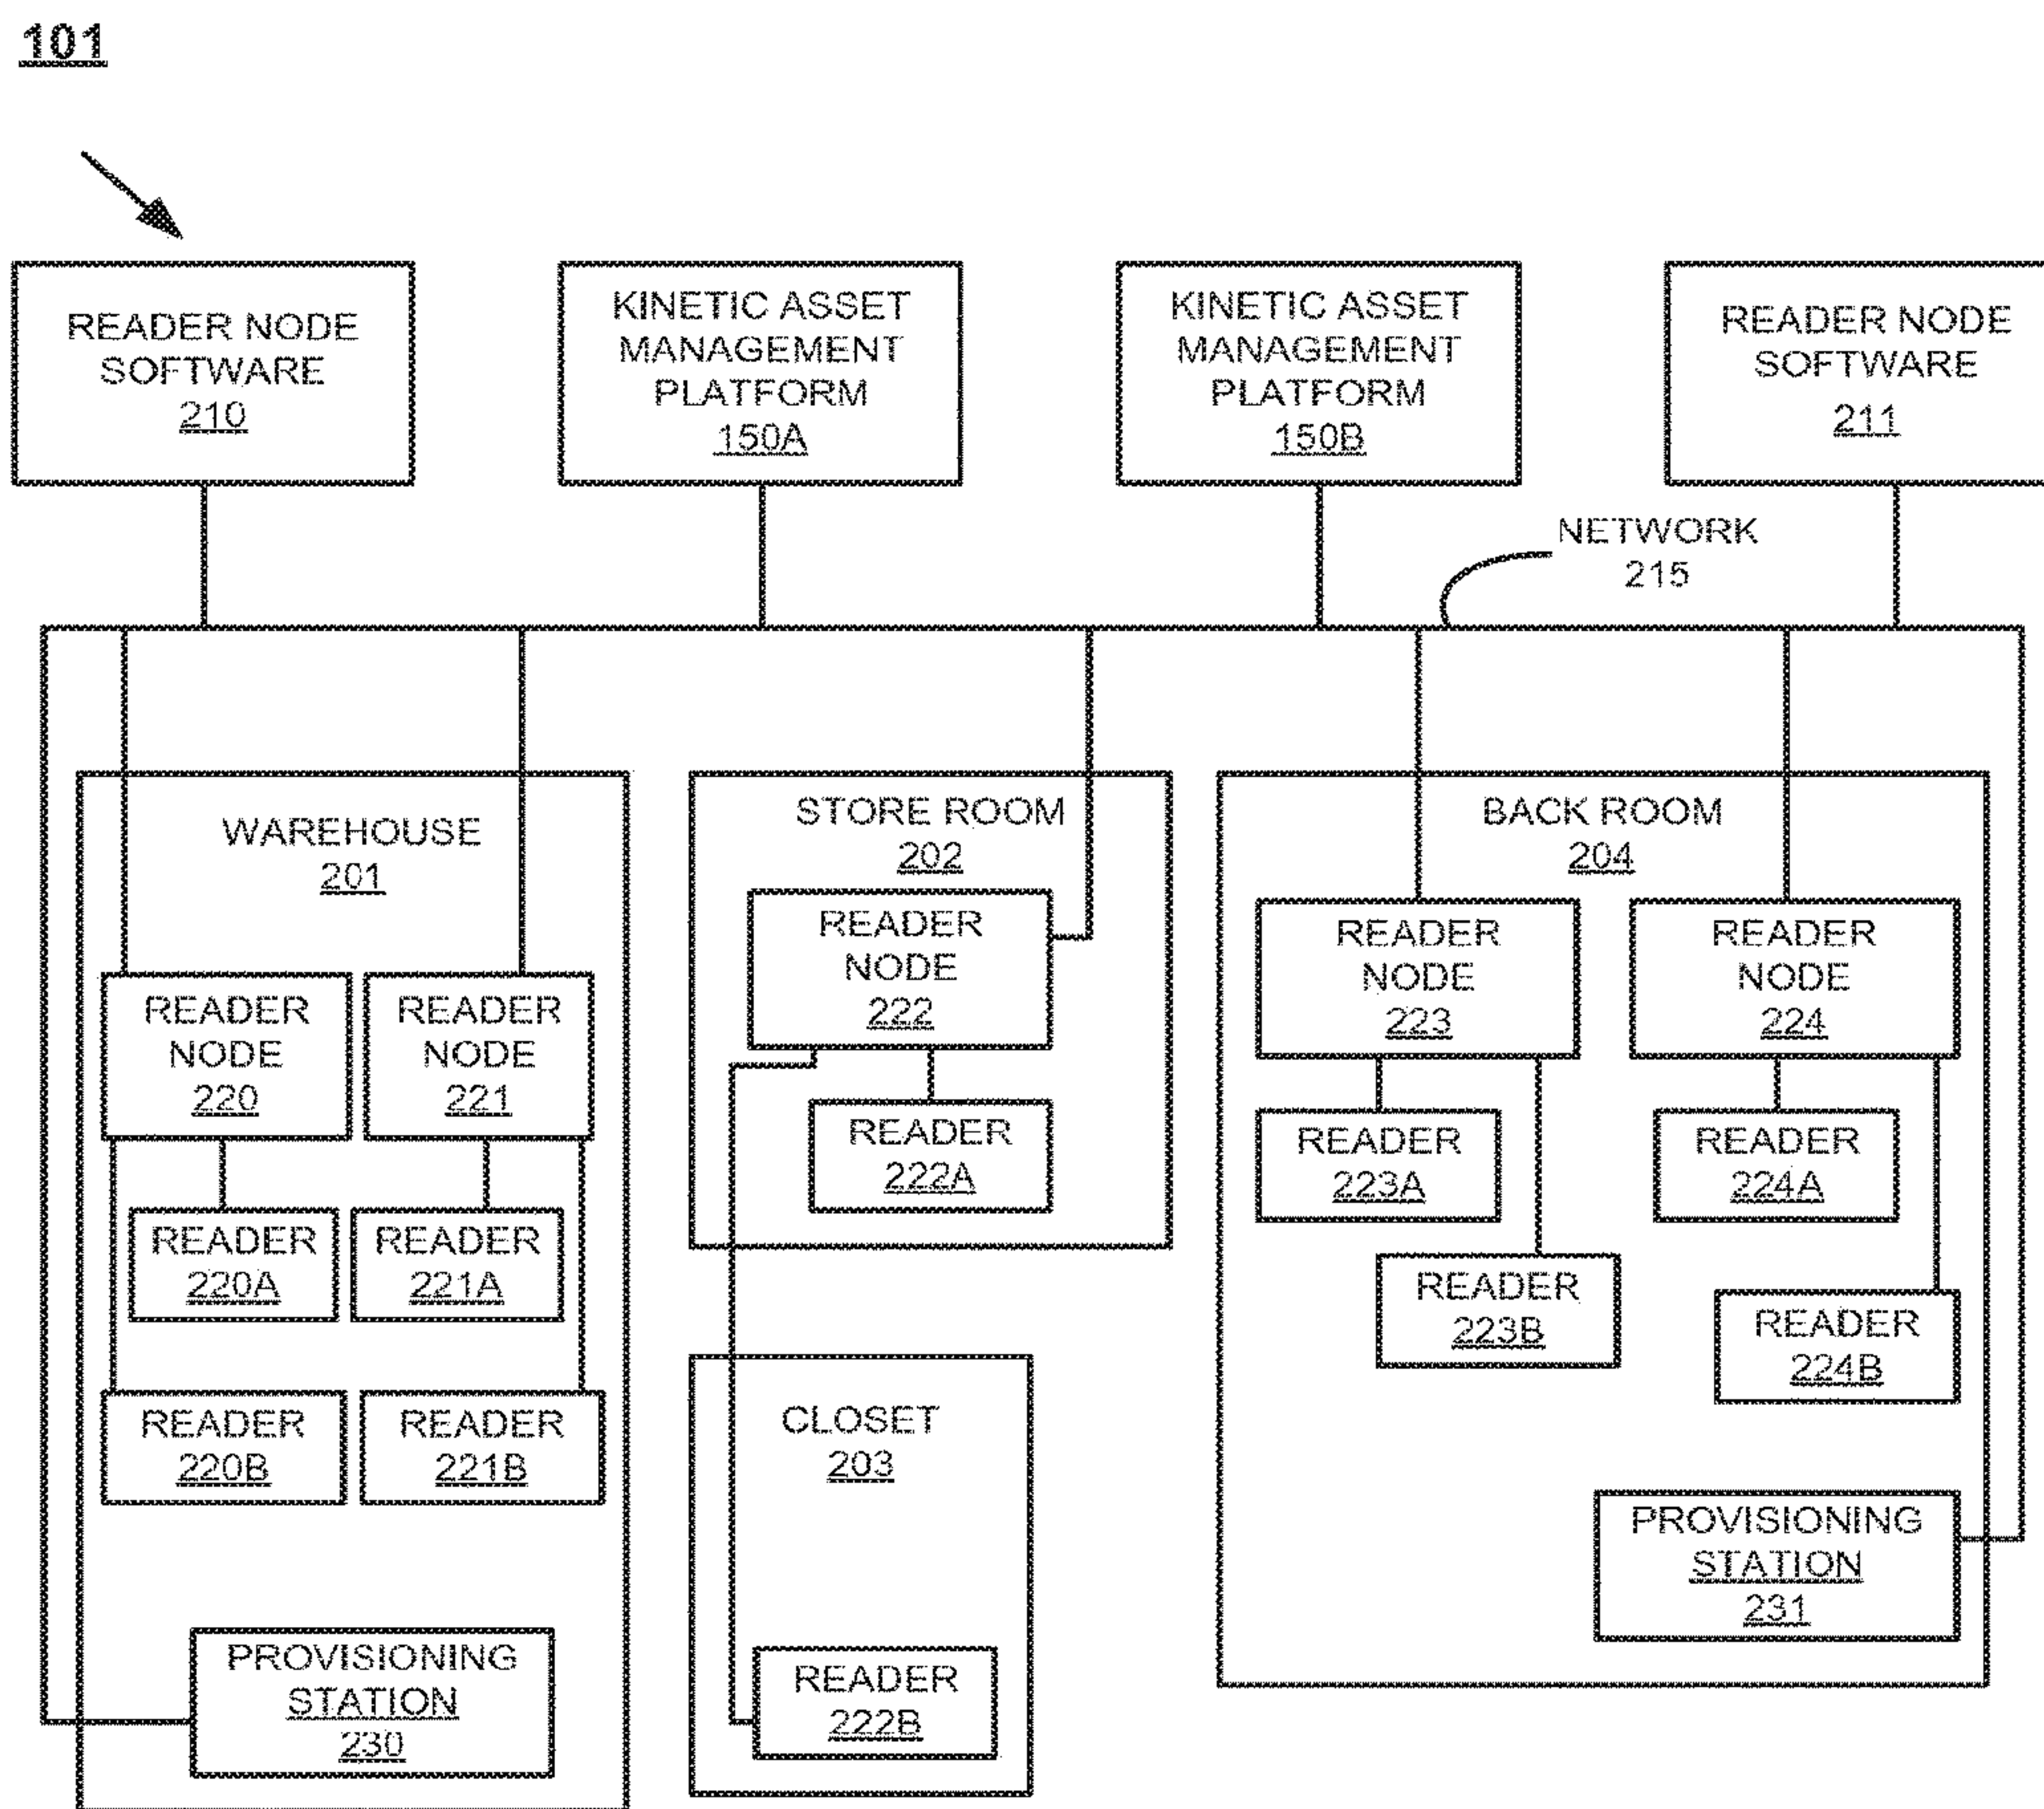 101
READER NODE
SOFTWARE
210
KINETIC ASSET
MANAGEMENT
PLATFORM
150A
KINETIC ASSET
MANAGEMENT
PLATFORM
150B
READER NODE
SOFTWARE
211
NETWORK
215
WAREHOUSE
201
READER
NODE
220
READER
NODE
221
READER
220A
READER
221A
READER
220B
READER
221B
PROVISIONING
STATION
230
STORE ROOM
202
READER
NODE
222
READER
222A
CLOSET
203
READER
222B
BACK ROOM
204
READER
NODE
223
READER
NODE
224
READER
223A
READER
224A
READER
223B
READER
224B
PROVISIONING
STATION
231